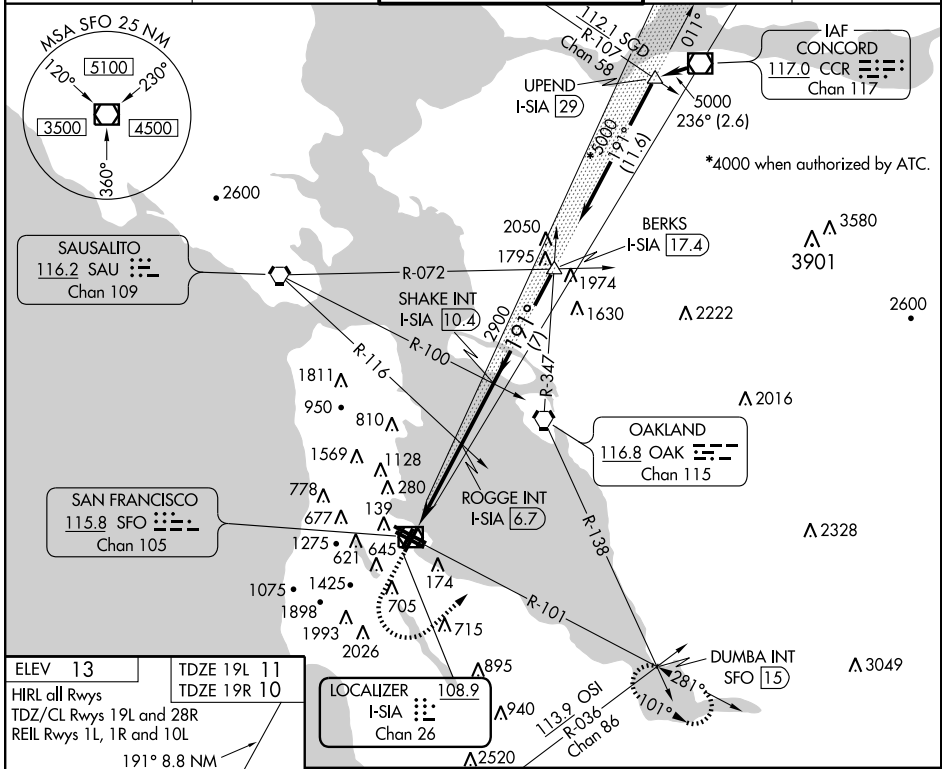 MSA SFO 25 NM
120°
5100
230°
3500
4500
360°
112.1 SGD
R-107
Chan 58
011°
IAF
CONCORD
117.0 CCR
Chan 117
UPEND
I-SIA 29
5000
236° (2.6)
*5000
191°
(11.6)
*4000 when authorized by ATC.
2600
2050
1795
BERKS
I-SIA 17.4
3580
3901
SAUSALITO
116.2 SAU
Chan 109
R-072
1974
SHAKE INT
I-SIA 10.4
2900
191°
(7)
1630
2222
2600
R-100
R-116
R-347
1811
950
810
2016
OAKLAND
116.8 OAK
Chan 115
1569
1128
280
778
139
ROGGE INT
I-SIA 6.7
SAN FRANCISCO
115.8 SFO
Chan 105
677
1275
621
645
174
R-138
2328
1425
1075
1898
705
R-101
1993
2026
715
DUMBA INT
SFO 15
895
3049
281°
101°
ELEV 13
TDZE 19L 11
TDZE 19R 10
HIRL all Rwys
TDZ/CL Rwys 19L and 28R
REIL Rwys 1L, 1R and 10L
191° 8.8 NM
LOCALIZER 108.9
I-SIA
Chan 26
940
113.9 OSI
R-036
Chan 86
2520